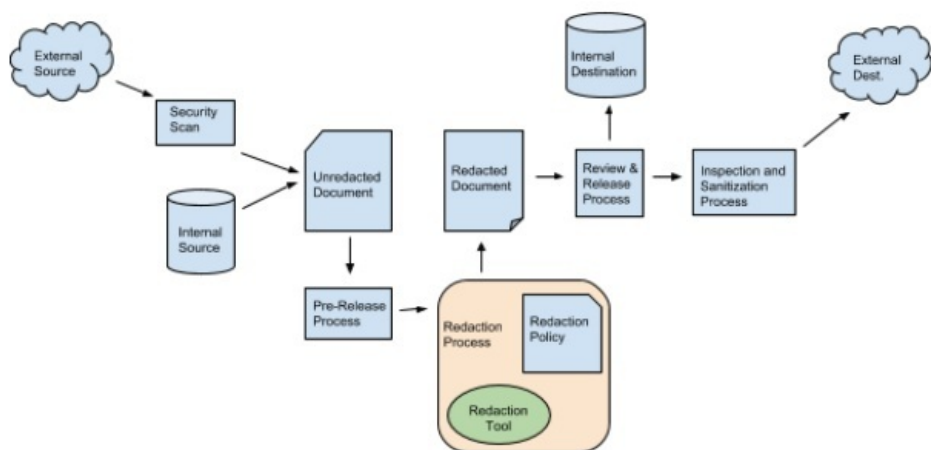 External
Source
Security
Scan
Internal
Source
Unredacted
Document
Pre-Release
Process
Redaction
Process
Redaction
Policy
Redaction
Tool
Redacted
Document
Review &
Release
Process
Internal
Destination
Inspection and
Sanitization
Process
External
Dest.